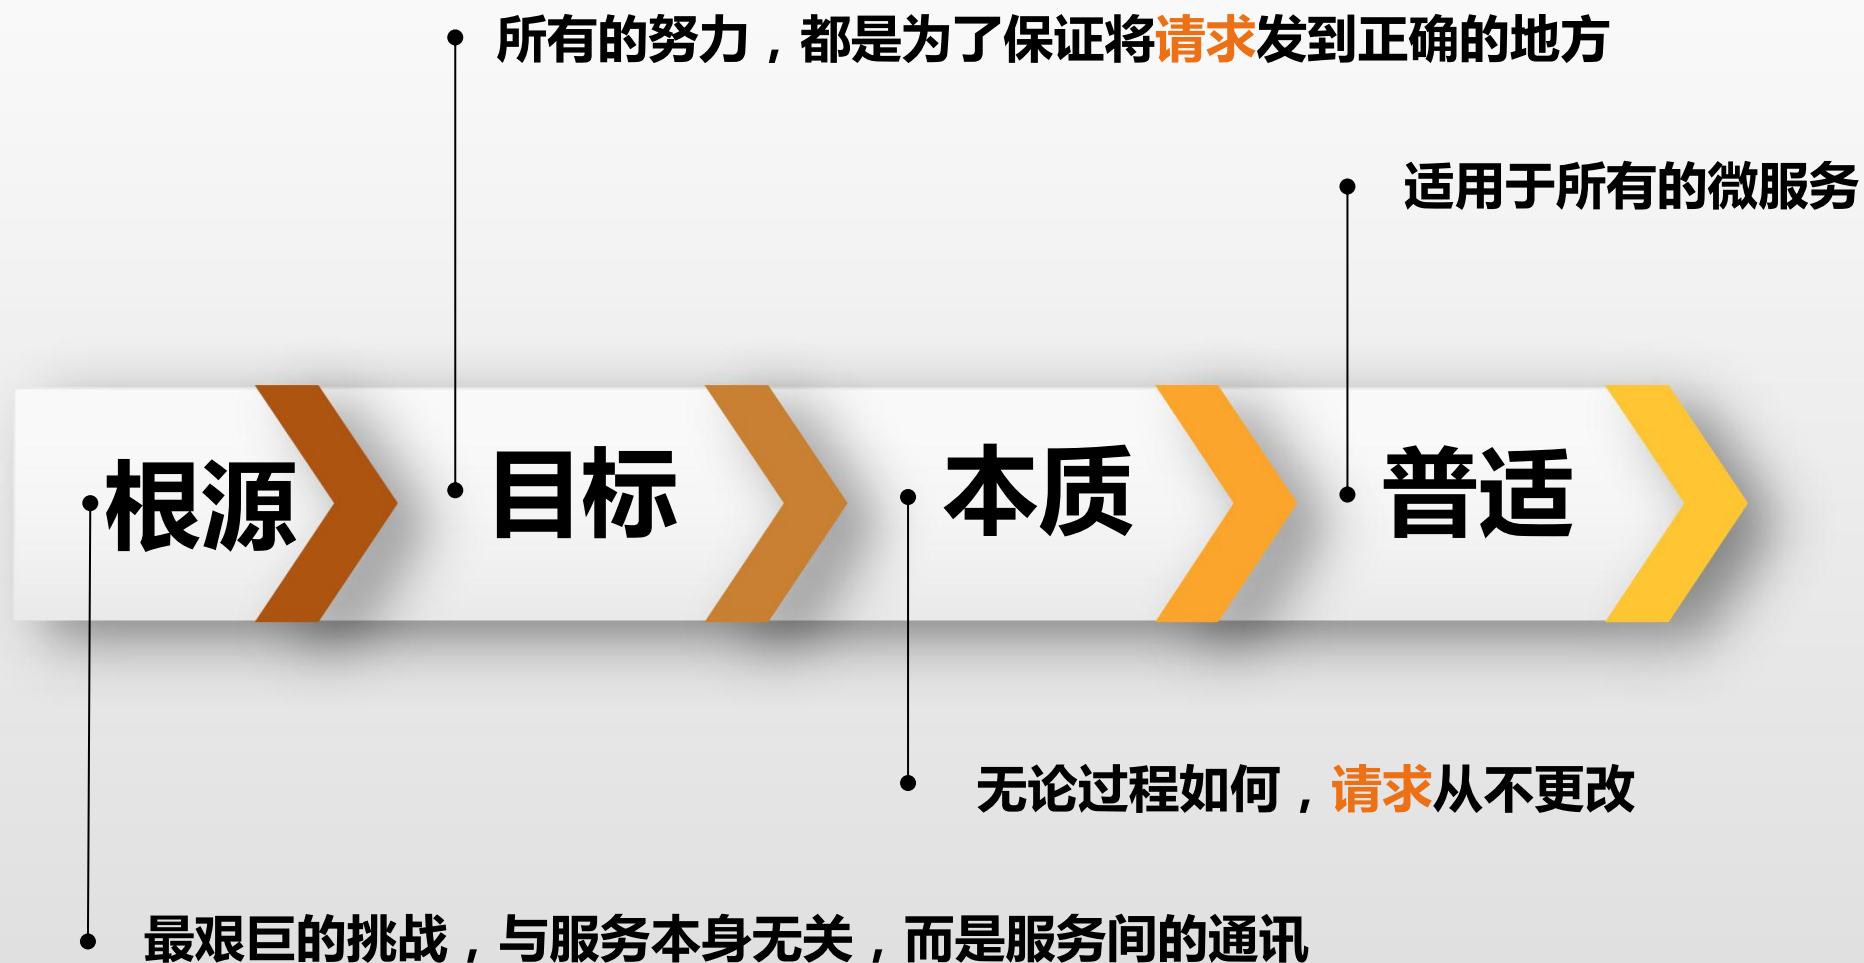 所有的努力，都是为了保证将请求发到正确的地方
适用于所有的微服务
根源
目标
本质
普适
无论过程如何，请求从不更改
最艰巨的挑战，与服务本身无关，而是服务间的通讯